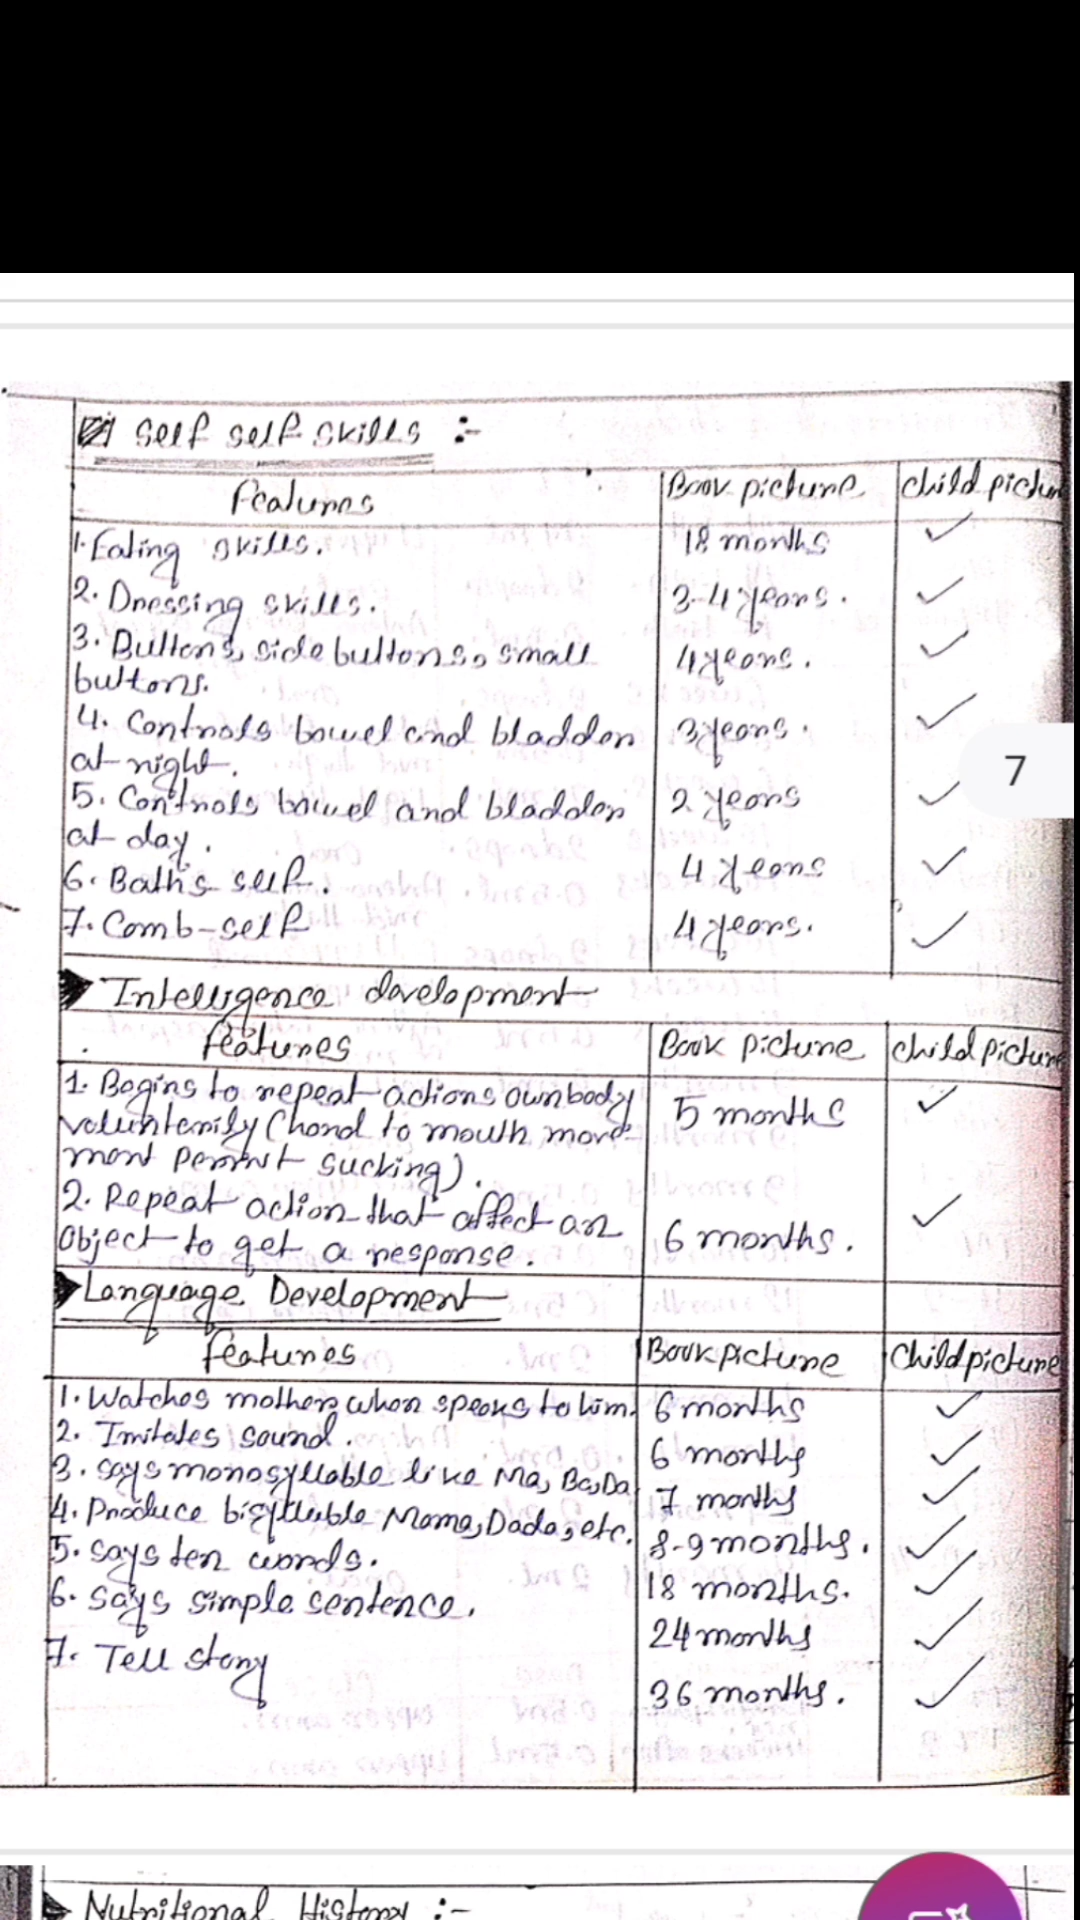 self self skills :-
Features Book picture child pictur
1. Eating skills. 18 months ✓
2. Dressing skills. 3-4 years. ✓
3. Buttons, side buttons, small 4 years. ✓
buttons.
4. Controls bowel and bladder 3 years. ✓
at night.
5. Controls bowel and bladder 2 years ✓
at day.
6. Baths self. 4 years ✓
7. Comb-self 4 years. ✓
7
Intelligence development
features Book picture child picture
1. Begins to repeat actions own body 5 months ✓
voluntarily (hand to mouth move-
ment sucking).
2. Repeat action that affect an ✓
object to get a response. 6 months.
Language Development
features Book picture Child picture
1. Watches mother, when speaks to him. 6 months ✓
2. Imitates sound. 6 months ✓
3. says monosyllable like Ma, Ba, Da 7 months ✓
4. Produce Mama, Dada, etc. 8-9 months. ✓
5. says ten words. 18 months. ✓
6. says simple sentence. 24 months ✓
7. Tell story 36 months. ✓
Nutritional History :-